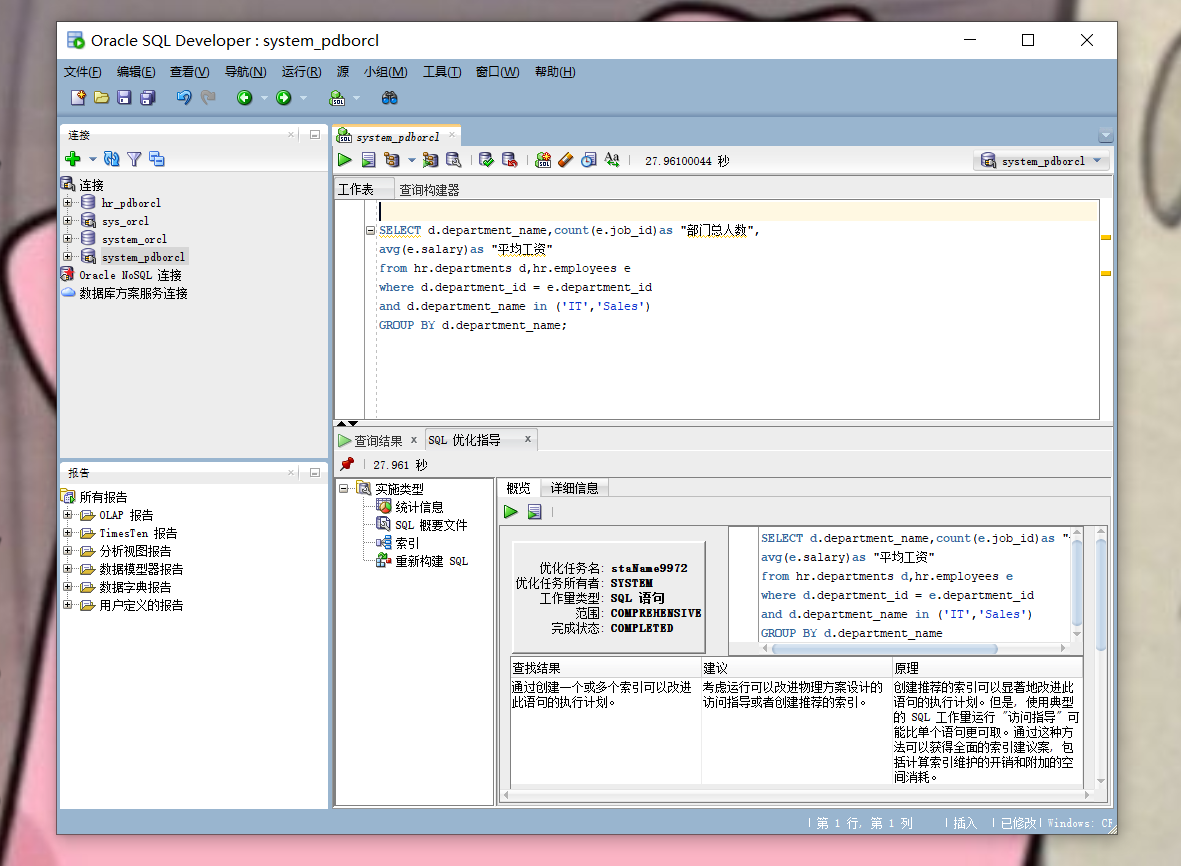 Oracle SQL Developer : system_pdborcl
文件(F) 编辑(E) 查看(V) 导航(N) 运行(R) 源 小组(M) 工具(T) 窗口(W) 帮助(H)
连接
连接
hr_pdborcl
sys_orcl
system_orcl
system_pdborcl
Oracle NoSQL 连接
数据库方案服务连接
报告
所有报告
OLAP 报告
TimesTen 报告
分析视图报告
数据模型器报告
数据字典报告
用户定义的报告
system_pdborcl
27.96100044 秒
system_pdborcl
工作表 查询构建器
SELECT d.department_name,count(e.job_id)as "部门总人数",
avg(e.salary)as "平均工资"
from hr.departments d,hr.employees e
where d.department_id = e.department_id
and d.department_name in ('IT','Sales')
GROUP BY d.department_name;
查询结果 x SQL 优化指导 x
27.961 秒
实施类型
统计信息
SQL 概要文件
索引
重新构建 SQL
概览 详细信息
优化任务名: staName9972
优化任务所有者: SYSTEM
工作量类型: SQL 语句
范围: COMPREHENSIVE
完成状态: COMPLETED
SELECT d.department_name,count(e.job_id)as "
avg(e.salary)as "平均工资"
from hr.departments d,hr.employees e
where d.department_id = e.department_id
and d.department_name in ('IT','Sales')
GROUP BY d.department_name
查找结果 建议 原理
通过创建一个或多个索引可以改进
此语句的执行计划。
考虑运行可以改进物理方案设计的
访问指导或者创建推荐的索引。
创建推荐的索引可以显著地改进此
语句的执行计划。但是, 使用典型
的 SQL 工作量运行 "访问指导" 可
能比单个语句更可取。通过这种方
法可以获得全面的索引建议案, 包
括计算索引维护的开销和附加的空
间消耗。
第 1 行, 第 1 列 插入 已修改 Windows: CF